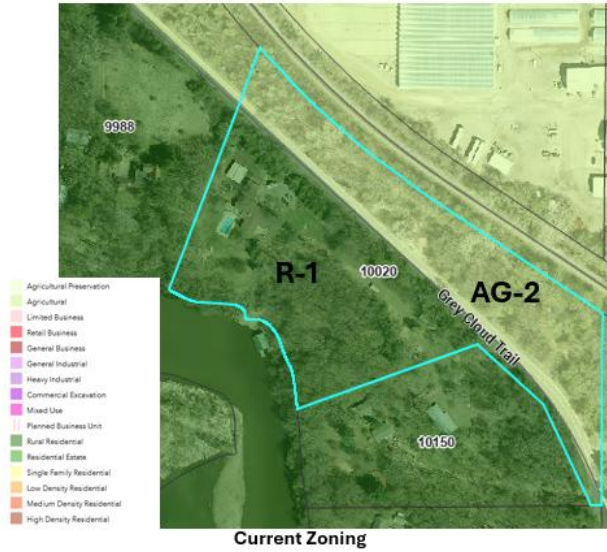 9988
R-1
10020
AG-2
Grey Cloud Trail
10150
Agricultural Preservation
Agricultural
Limited Business
Retail Business
General Business
General Industrial
Heavy Industrial
Commercial Excavation
Mixed Use
Planned Business Unit
Rural Residential
Residential Estate
Single Family Residential
Low Density Residential
Medium Density Residential
High Density Residential
Current Zoning